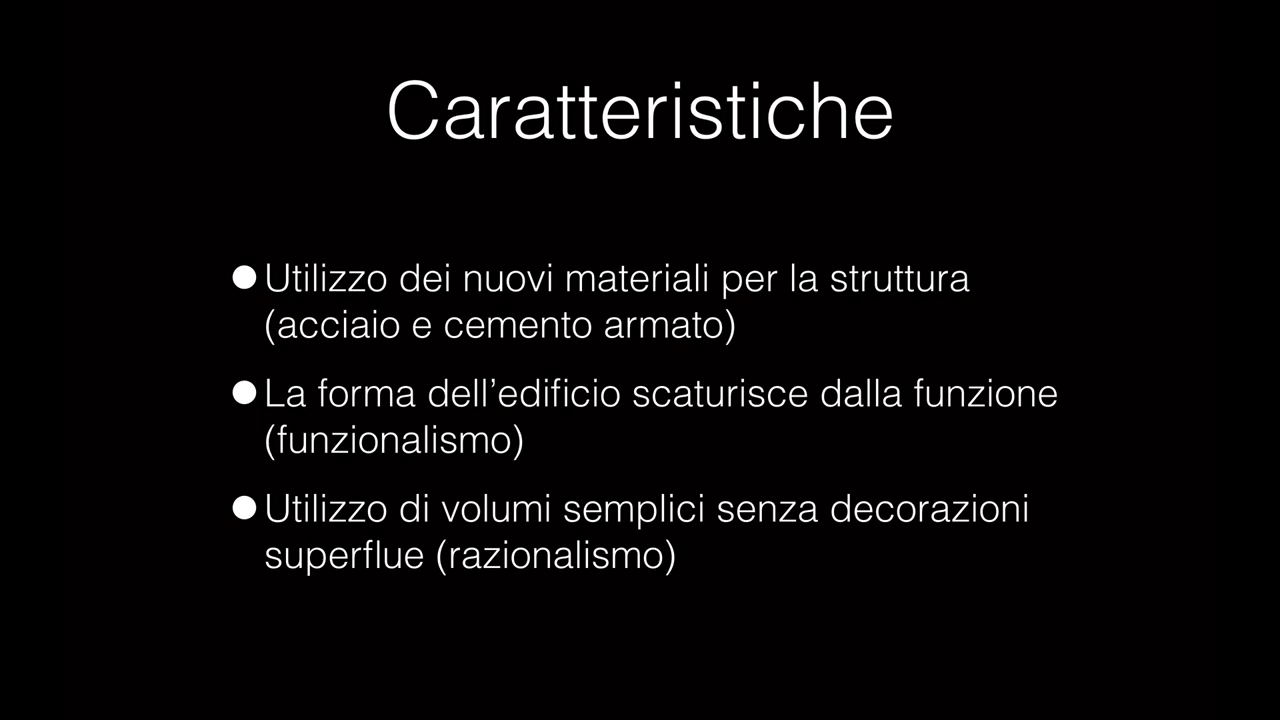 Caratteristiche
●Utilizzo dei nuovi materiali per la struttura
(acciaio e cemento armato)
●La forma dell’edificio scaturisce dalla funzione
(funzionalismo)
●Utilizzo di volumi semplici senza decorazioni
superflue (razionalismo)